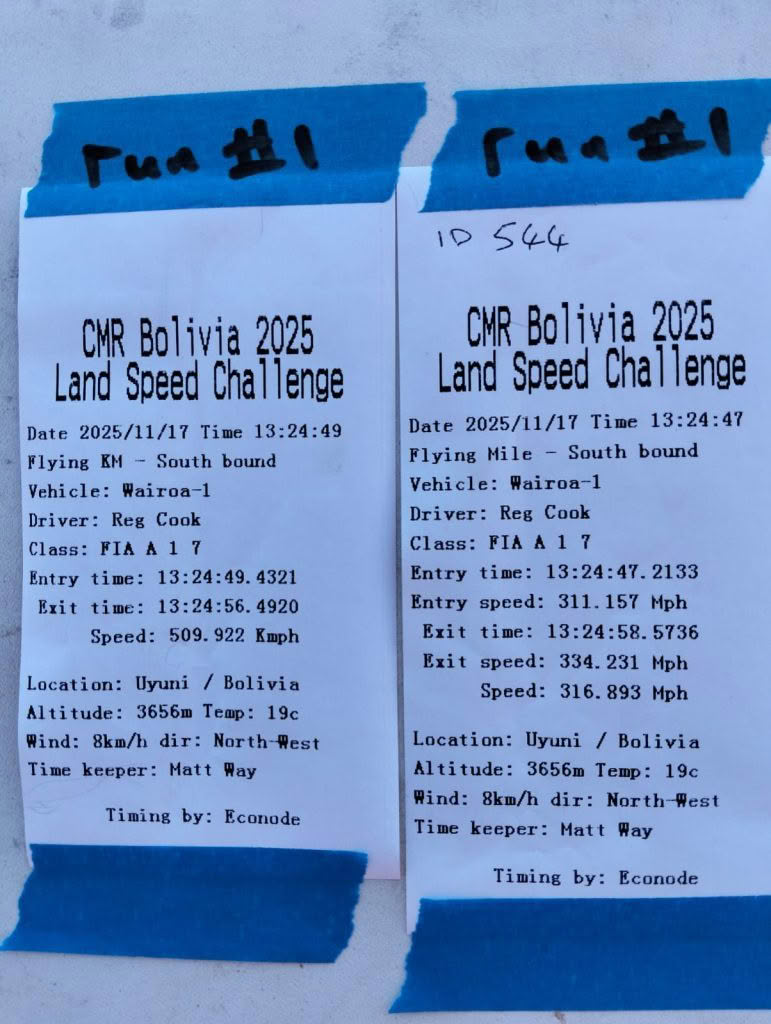 run #1
CMR Bolivia 2025
Land Speed Challenge
Date 2025/11/17 Time 13:24:49
Flying KM - South bound
Vehicle: Wairoa-1
Driver: Reg Cook
Class: FIA A 1 7
Entry time: 13:24:49.4321
Exit time: 13:24:56.4920
Speed: 509.922 Kmph
Location: Uyuni / Bolivia
Altitude: 3656m Temp: 19c
Wind: 8km/h dir: North-West
Time keeper: Matt Way
Timing by: Econode
run #1
ID 544
CMR Bolivia 2025
Land Speed Challenge
Date 2025/11/17 Time 13:24:47
Flying Mile - South bound
Vehicle: Wairoa-1
Driver: Reg Cook
Class: FIA A 1 7
Entry time: 13:24:47.2133
Entry speed: 311.157 Mph
Exit time: 13:24:58.5736
Exit speed: 334.231 Mph
Speed: 316.893 Mph
Location: Uyuni / Bolivia
Altitude: 3656m Temp: 19c
Wind: 8km/h dir: North-West
Time keeper: Matt Way
Timing by: Econode